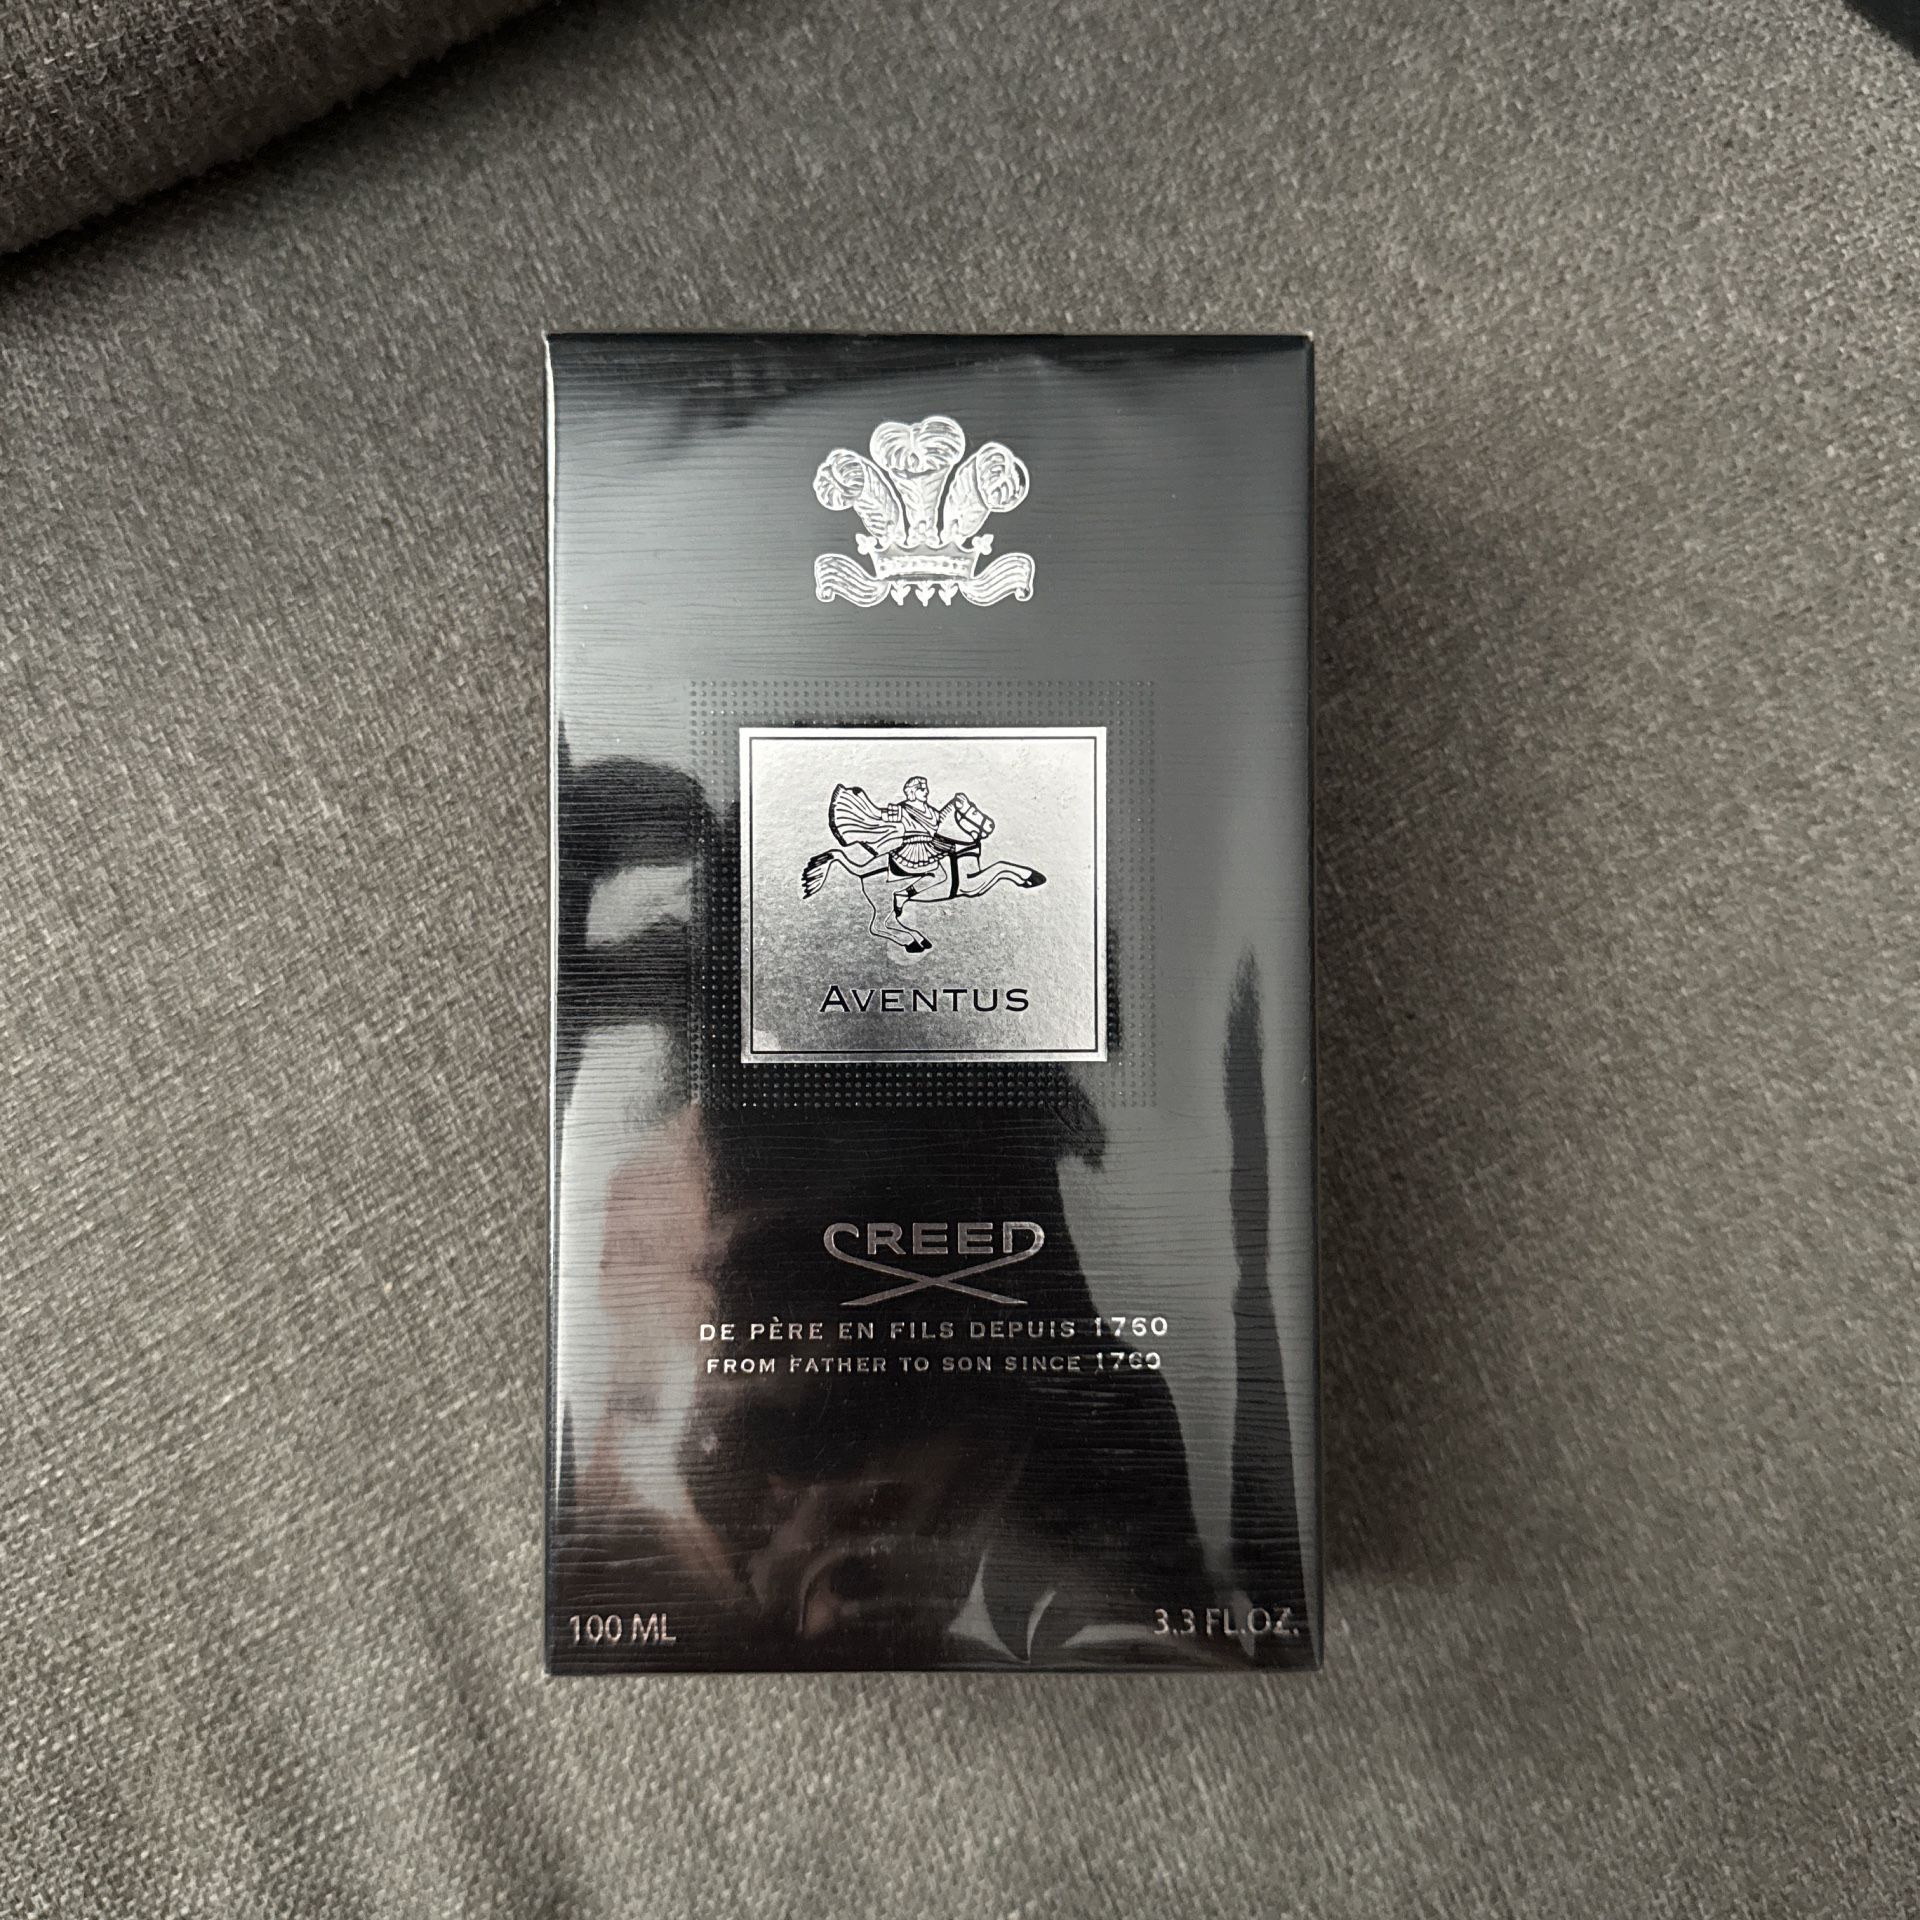 AVENTUS
CREED
DE PÈRE EN FILS DEPUIS 1760
FROM FATHER TO SON SINCE 1760
100 ML
3.3 FL.OZ.